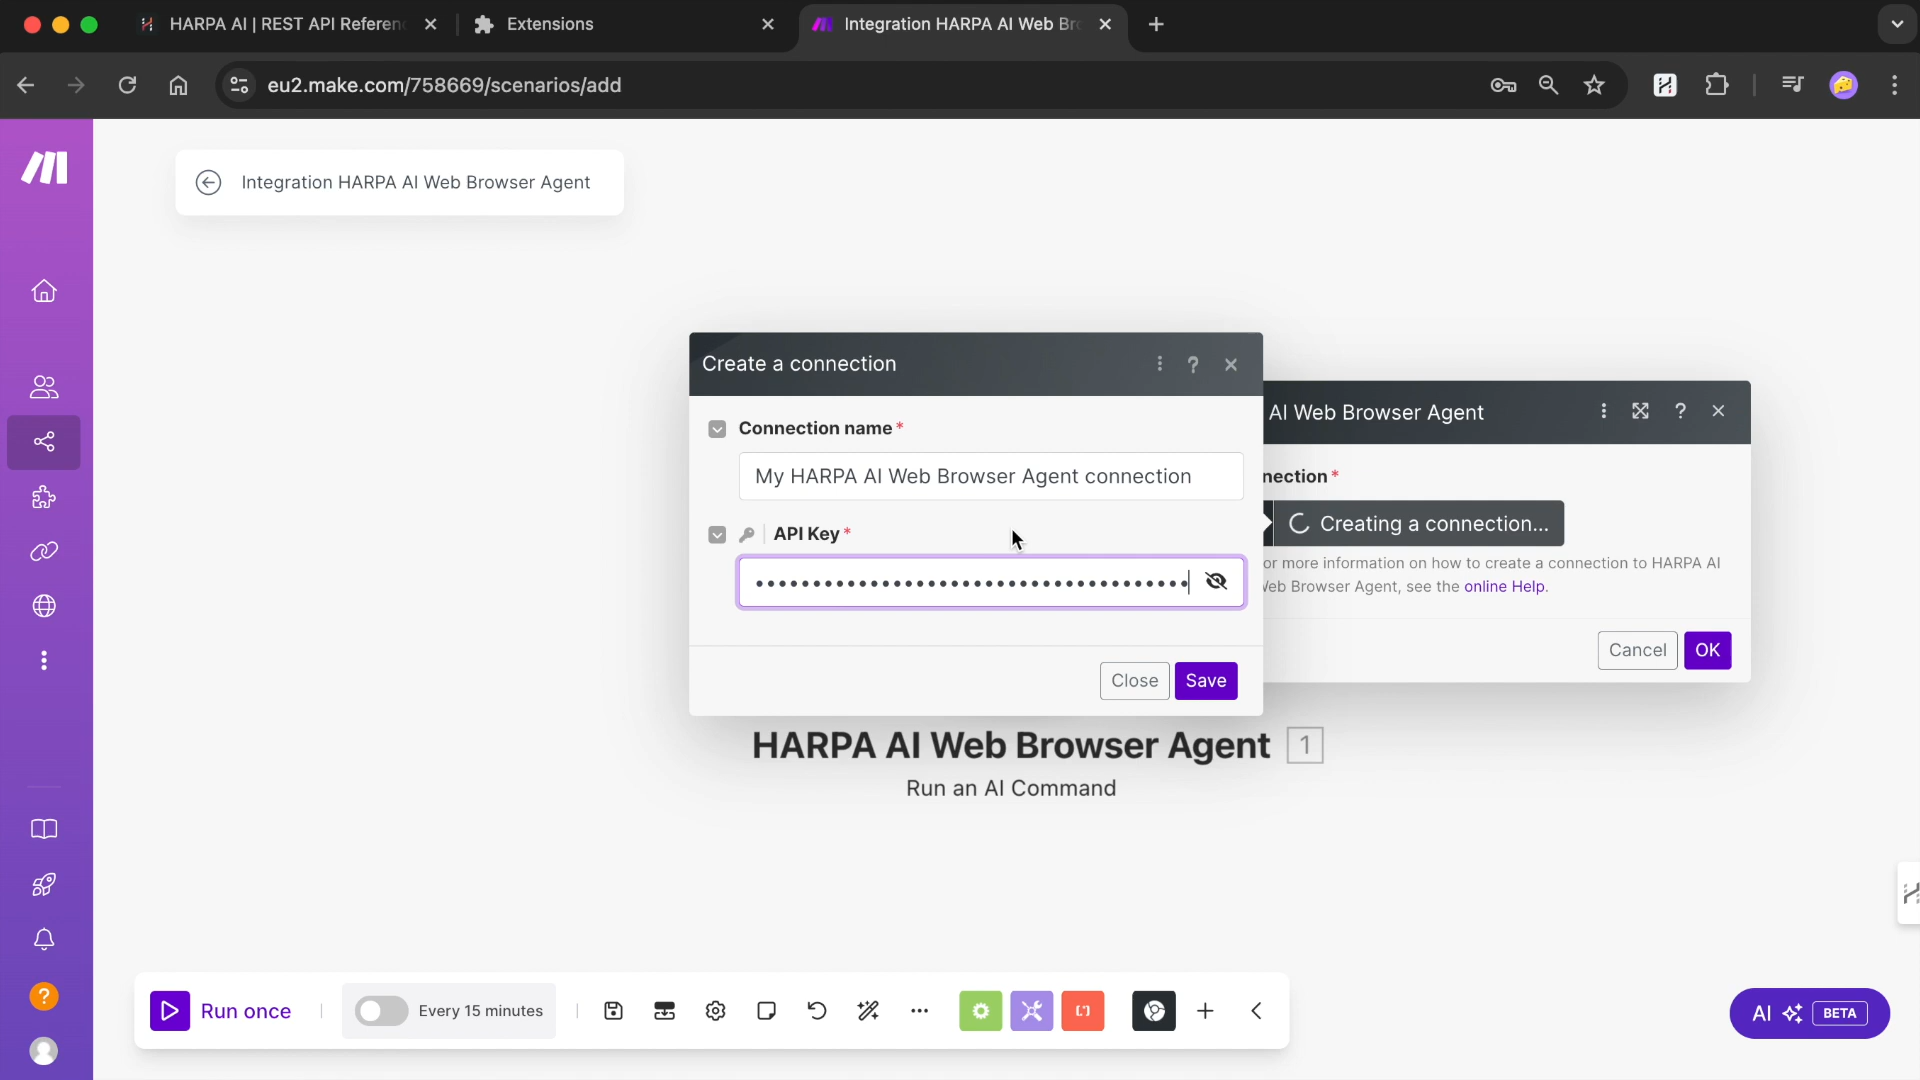 HARPA AI | REST API Referen
Extensions
Integration HARPA AI Web Br
eu2.make.com/758669/scenarios/add
Integration HARPA AI Web Browser Agent
Create a connection
?
Connection name *
My HARPA AI Web Browser Agent connection
API Key *
••••••••••••••••••••••••••••••••••••••
Close
Save
AI Web Browser Agent
?
nection *
Creating a connection...
or more information on how to create a connection to HARPA AI
Web Browser Agent, see the online Help.
Cancel
OK
HARPA AI Web Browser Agent 1
Run an AI Command
?
Run once
Every 15 minutes
AI BETA